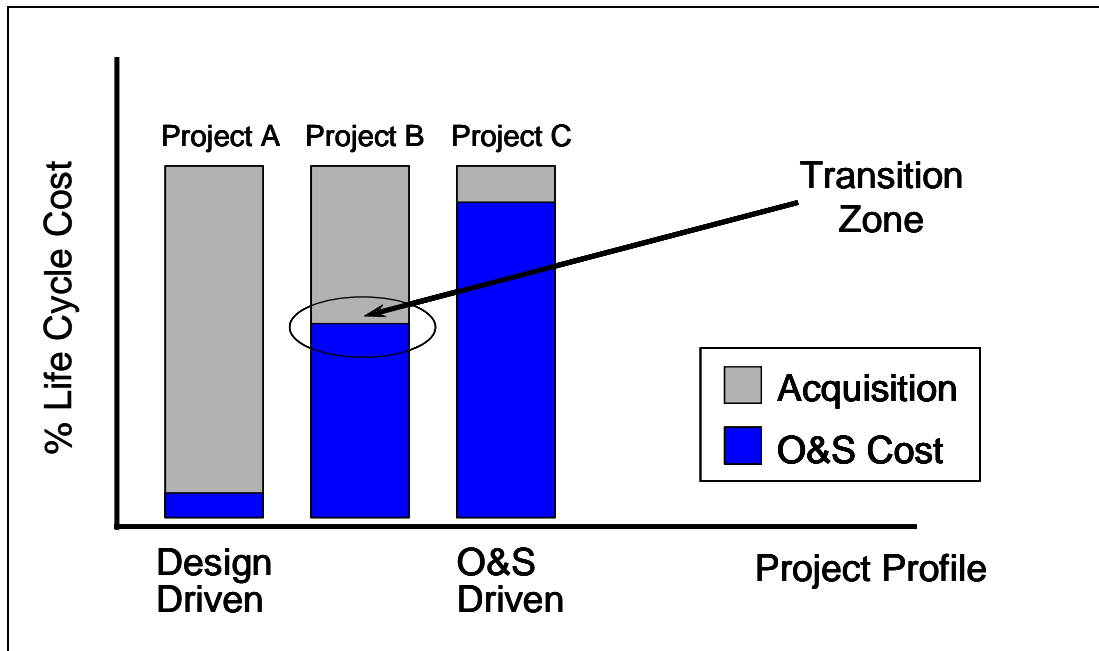 Project A
Project B
Project C
% Life Cycle Cost
Transition
Zone
Acquisition
O&S Cost
Design
Driven
O&S
Driven
Project Profile